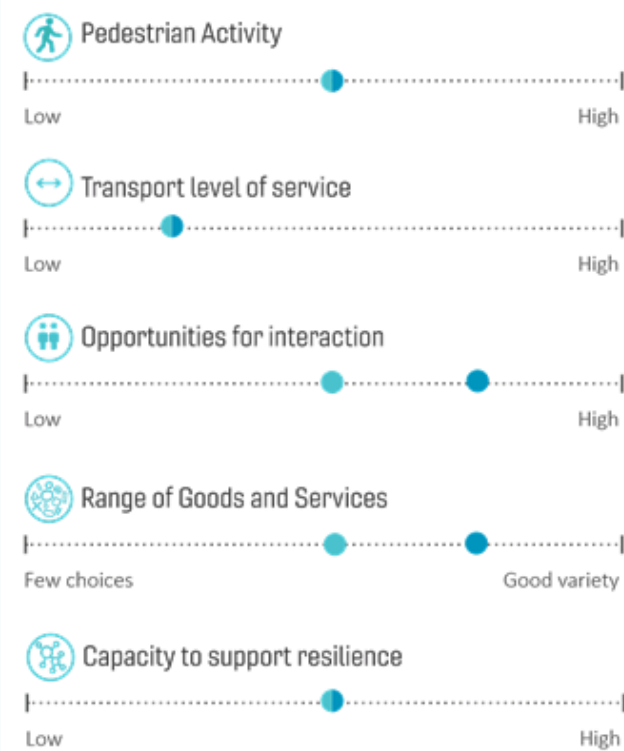 Pedestrian Activity
Low High
Transport level of service
Low High
Opportunities for interaction
Low High
Range of Goods and Services
Few choices Good variety
Capacity to support resilience
Low High